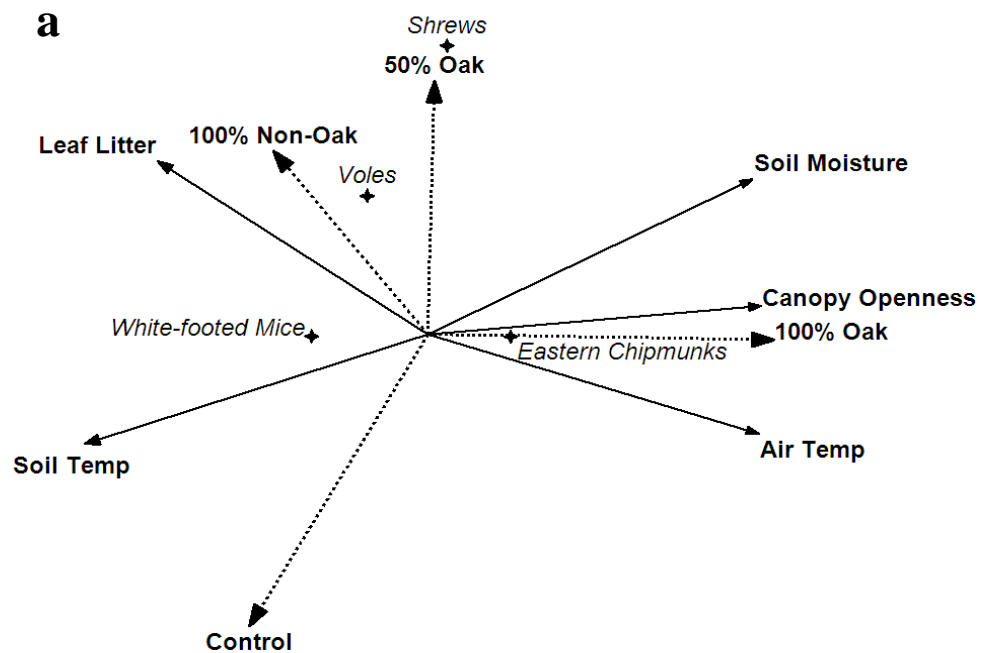 a
Shrews
50% Oak
100% Non-Oak
Leaf Litter
Voles
Soil Moisture
Canopy Openness
White-footed Mice
100% Oak
Eastern Chipmunks
Air Temp
Soil Temp
Control